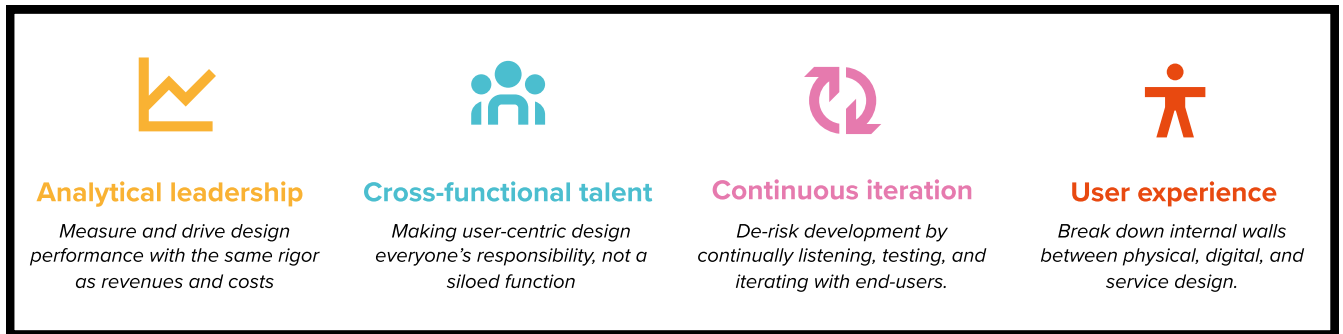 Analytical leadership
Measure and drive design
performance with the same rigor
as revenues and costs
Cross-functional talent
Making user-centric design
everyone’s responsibility, not a
siloed function
Continuous iteration
De-risk development by
continually listening, testing, and
iterating with end-users.
User experience
Break down internal walls
between physical, digital, and
service design.